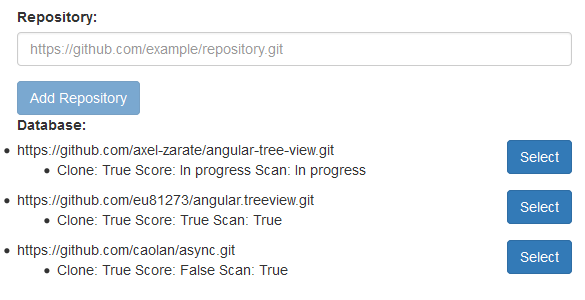 Repository:
https://github.com/example/repository.git
Add Repository
Database:
https://github.com/axel-zarate/angular-tree-view.git
Select
Clone: True Score: In progress Scan: In progress
https://github.com/eu81273/angular.treeview.git
Select
Clone: True Score: True Scan: True
https://github.com/caolan/async.git
Select
Clone: True Score: False Scan: True